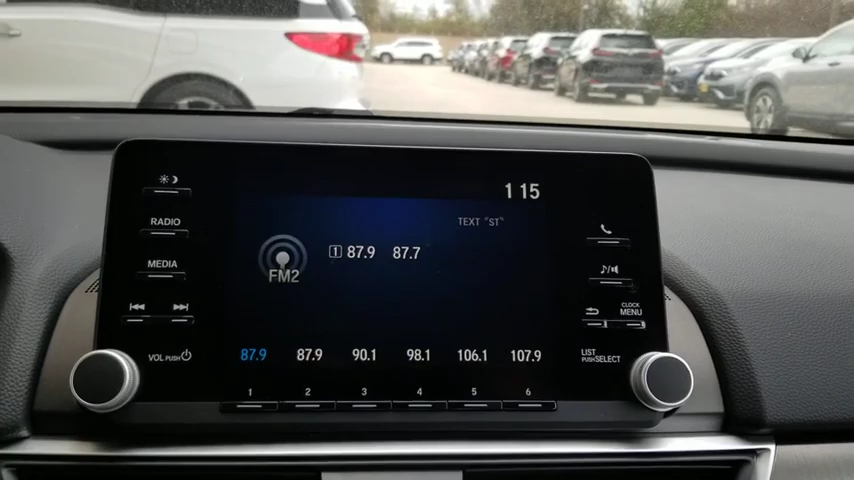 1 15
RADIO
TEXT "ST"
1 87.9 87.7
MEDIA
FM2
CLOCK
MENU
VOL PUSH
87.9 87.9 90.1 98.1 106.1 107.9
LIST
PUSH SELECT
1 2 3 4 5 6